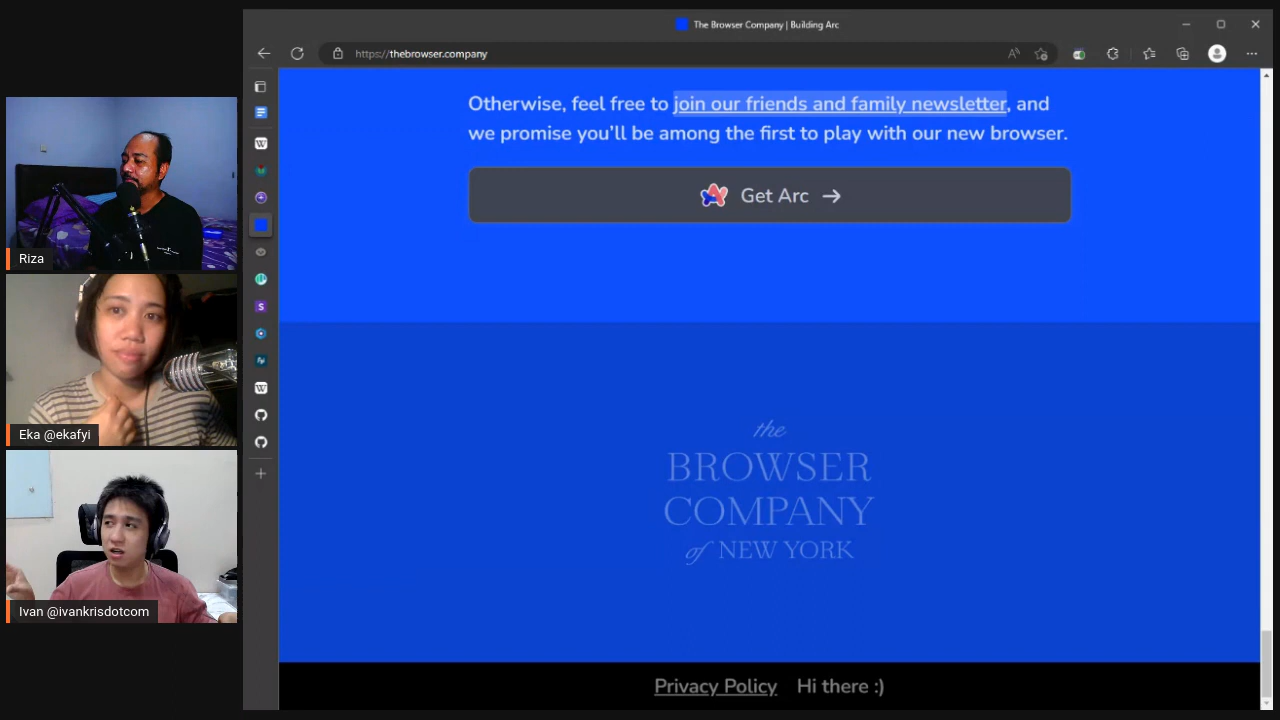 The Browser Company | Building Arc
https://thebrowser.company
Otherwise, feel free to join our friends and family newsletter, and
we promise you'll be among the first to play with our new browser.
Get Arc →
the
BROWSER
COMPANY
of NEW YORK
Privacy Policy Hi there :)
Riza
Eka @ekafyi
Ivan @ivankrisdotcom